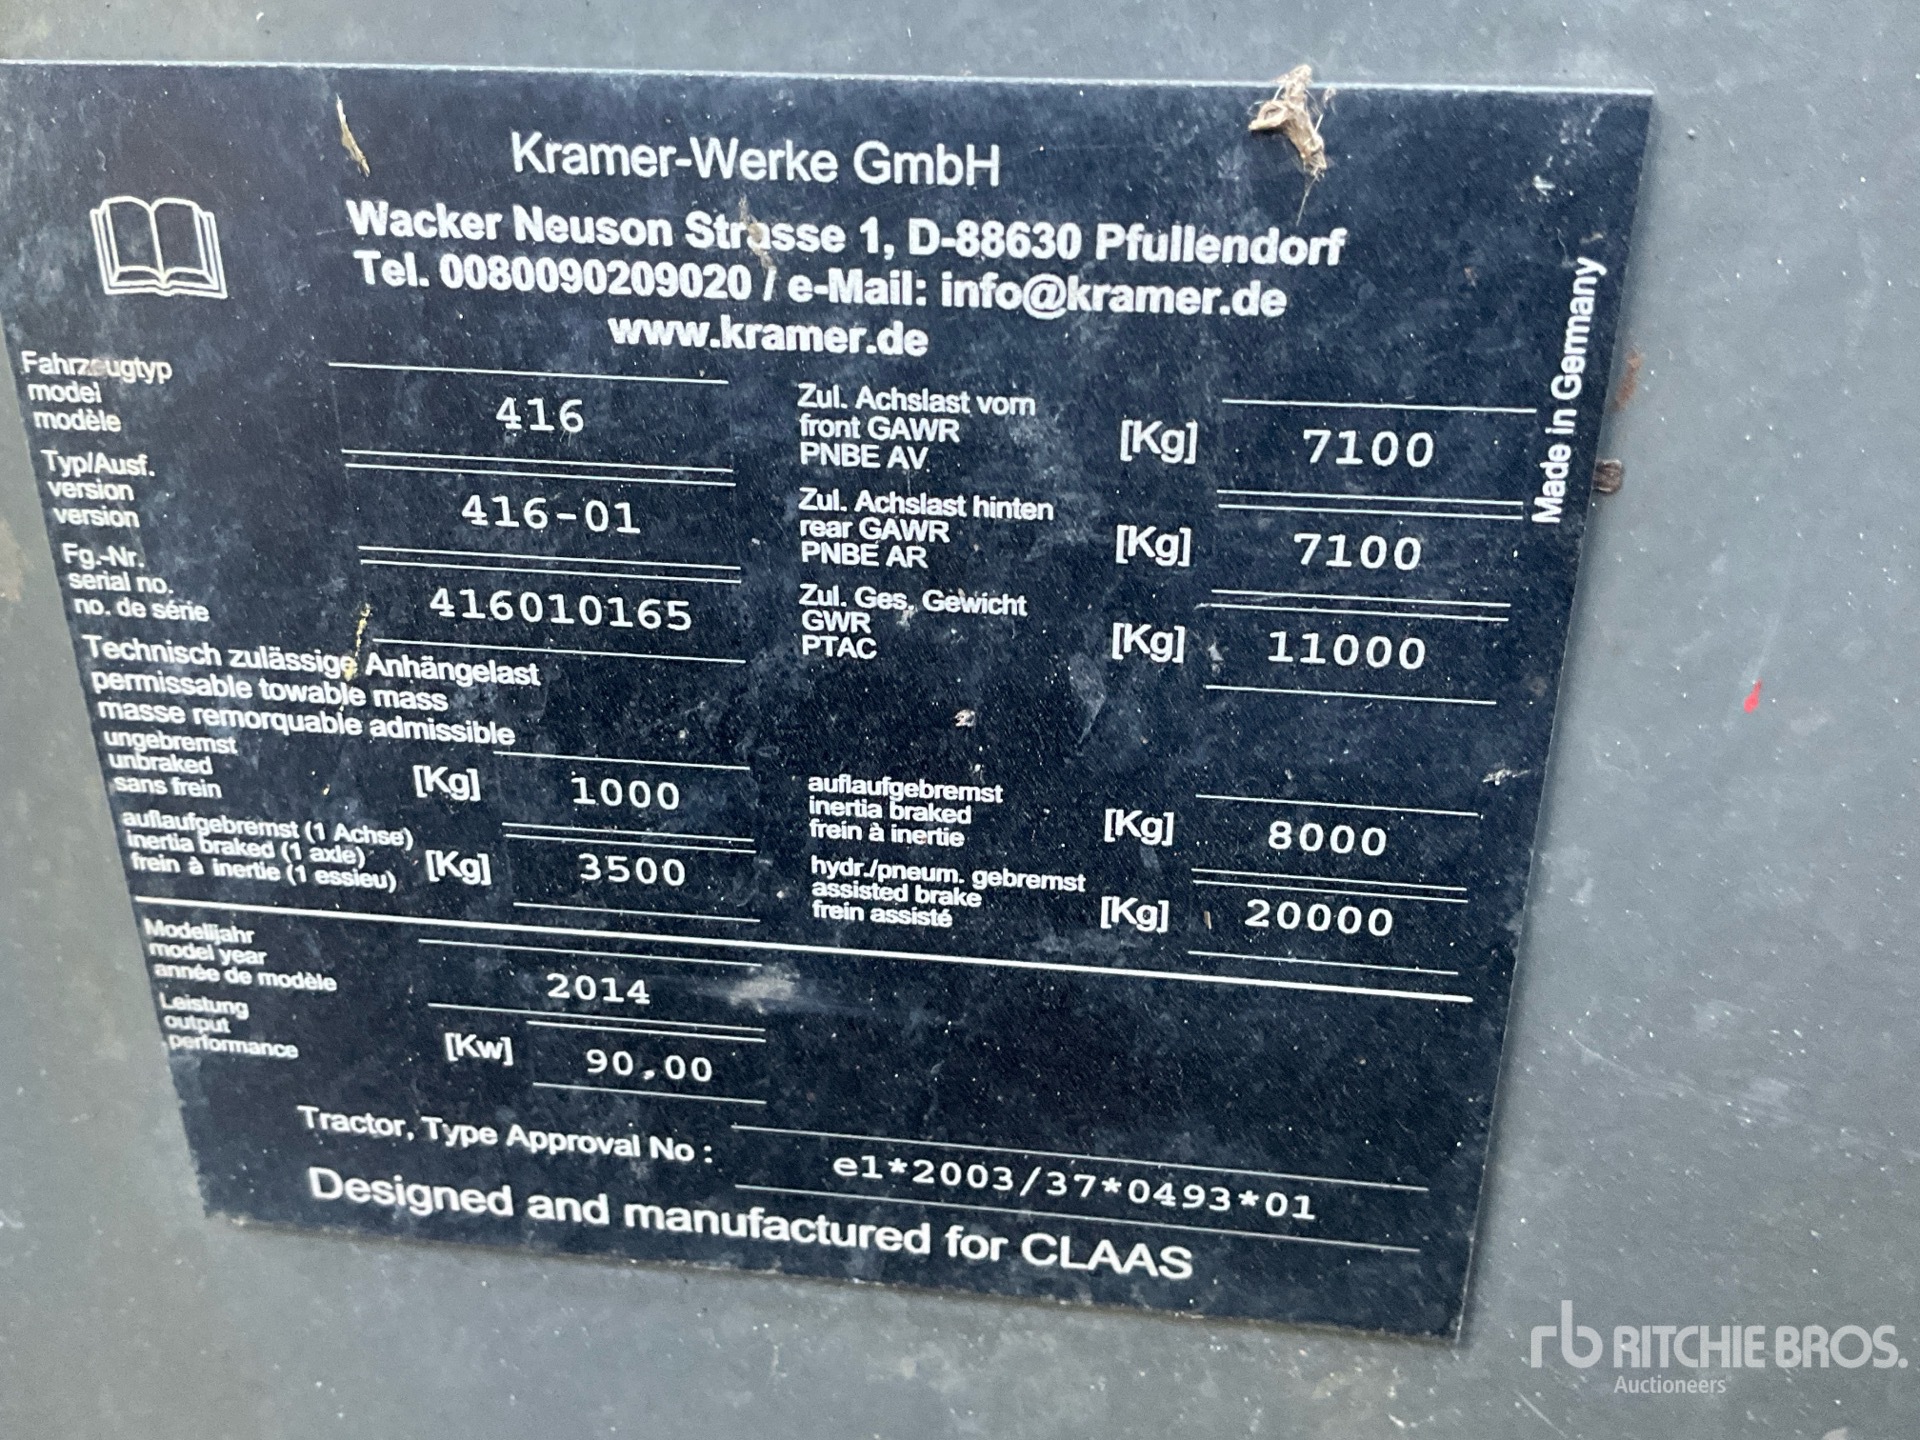 Kramer-Werke GmbH
Wacker Neuson Strasse 1, D-88630 Pfullendorf
Tel. 0080090209020 / e-Mail: info@kramer.de
www.kramer.de
Made in Germany
Fahrzeugtyp
model
modèle
416
Typ/Ausf.
version
version
416-01
Fg.-Nr.
serial no.
no. de série
416010165
Zul. Achslast vorn
front GAWR
PNBE AV
[Kg] 7100
Zul. Achslast hinten
rear GAWR
PNBE AR
[Kg] 7100
Zul. Ges. Gewicht
GWR
PTAC
[Kg] 11000
Technisch zulässige Anhängelast
permissable towable mass
masse remorquable admissible
ungebremst
unbraked
sans frein
[Kg] 1000
auflaufgebremst (1 Achse)
inertia braked (1 axle)
frein à inertie (1 essieu)
[Kg] 3500
auflaufgebremst
inertia braked
frein à inertie
[Kg] 8000
hydr./pneum. gebremst
assisted brake
frein assisté
[Kg] 20000
Modelljahr
model year
année de modèle
2014
Leistung
output
performance
[Kw] 90,00
Tractor, Type Approval No : e1*2003/37*0493*01
Designed and manufactured for CLAAS
rb RITCHIE BROS.
Auctioneers